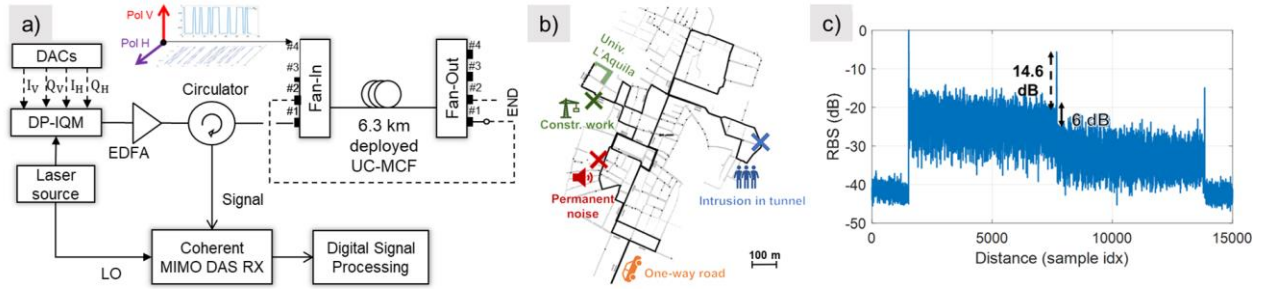 a)
Pol V
Pol H
DACs
I_V Q_V I_H Q_H
DP-IQM
EDFA
Circulator
Laser
source
Signal
LO
Coherent
MIMO DAS RX
Digital Signal
Processing
#4
#3
#2
#1
Fan-In
6.3 km
deployed
UC-MCF
Fan-Out
#4
#3
#2
#1
END
b)
Univ.
L'Aquila
Constr. work
Permanent
noise
Intrusion in tunnel
One-way road
100 m
c)
RBS (dB)
0
-10
-20
-30
-40
-50
14.6
dB
6 dB
0
5000
10000
15000
Distance (sample idx)